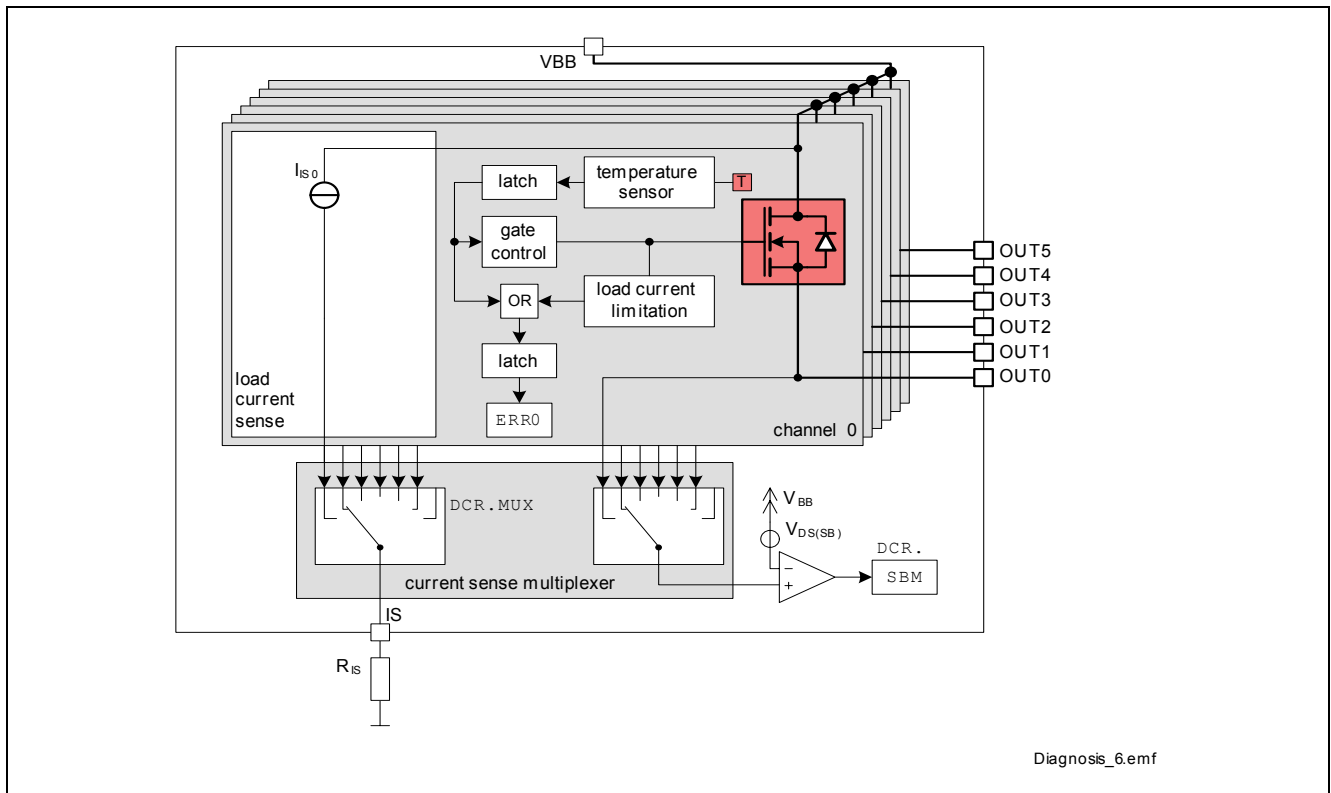 VBB
I IS0
latch
temperature
sensor
T
gate
control
OR
load current
limitation
latch
ERR0
load
current
sense
channel 0
OUT5
OUT4
OUT3
OUT2
OUT1
OUT0
DCR.MUX
current sense multiplexer
VBB
VDS(SB)
−
+
DCR.
SBM
IS
RIS
Diagnosis_6.emf